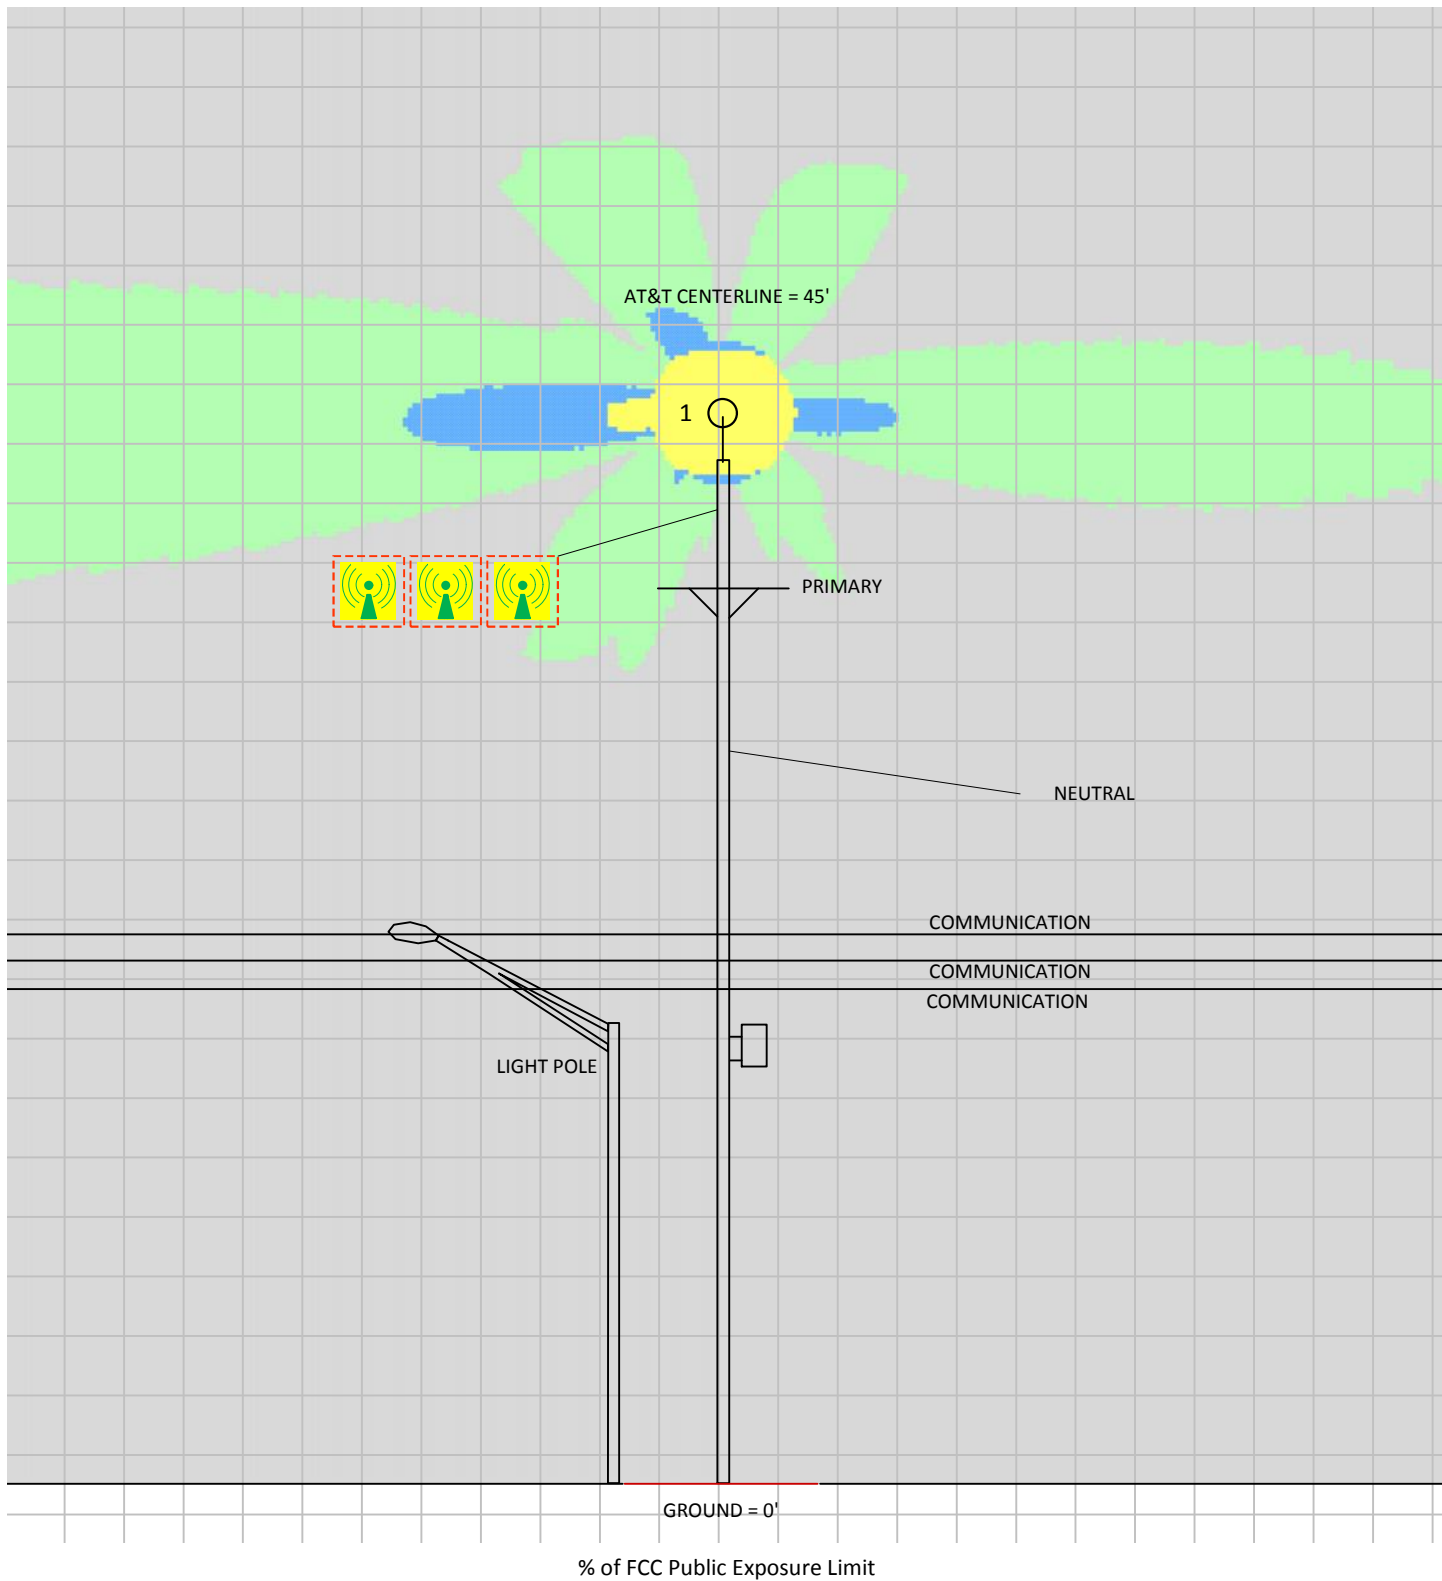 AT&T CENTERLINE = 45'
1
PRIMARY
NEUTRAL
COMMUNICATION
COMMUNICATION
COMMUNICATION
LIGHT POLE
GROUND = 0'
% of FCC Public Exposure Limit